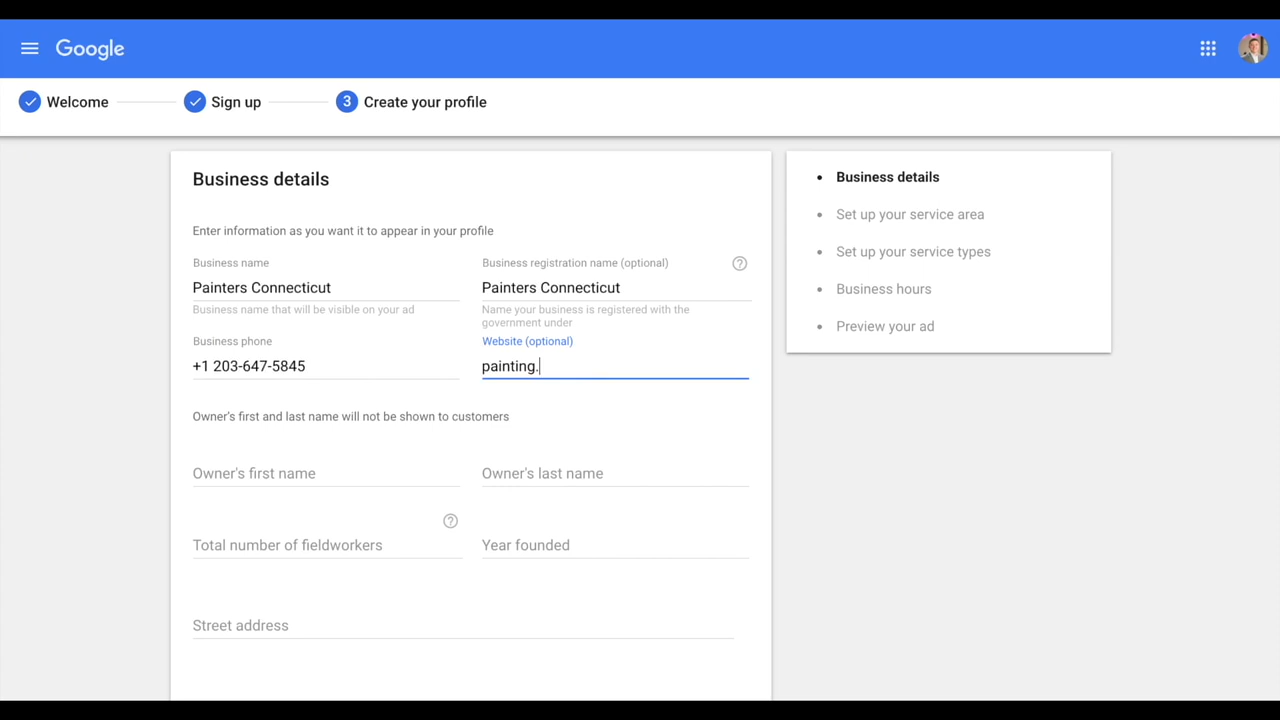 Google
Welcome
Sign up
3 Create your profile
Business details
Enter information as you want it to appear in your profile
Business name
Business registration name (optional)
?
Painters Connecticut
Painters Connecticut
Business name that will be visible on your ad
Name your business is registered with the
government under
Business phone
Website (optional)
+1 203-647-5845
painting.
Owner's first and last name will not be shown to customers
Owner's first name
Owner's last name
?
Total number of fieldworkers
Year founded
Street address
• Business details
• Set up your service area
• Set up your service types
• Business hours
• Preview your ad